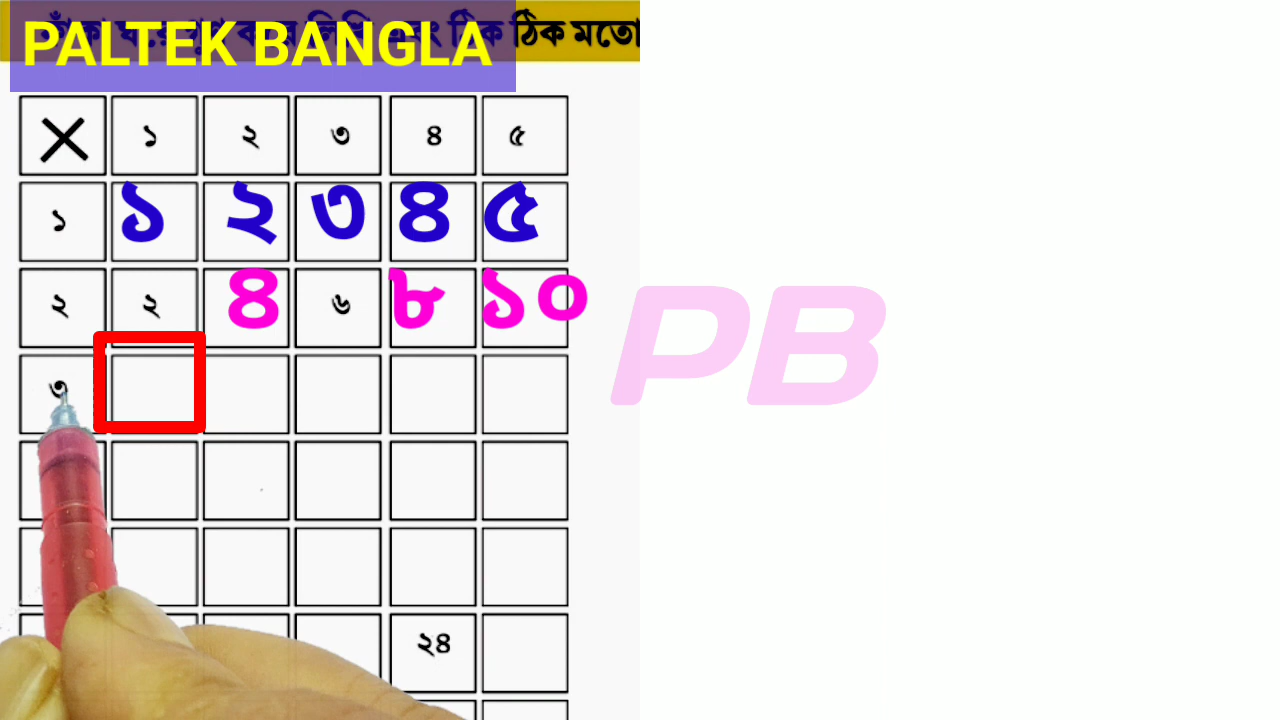 PALTEK BANGLA
ঠিক মতো
× ১ ২ ৩ ৪ ৫
১ ১ ২ ৩ ৪ ৫
২ ২ ৪ ৬ ৮ ১০
৩
২৪
PB